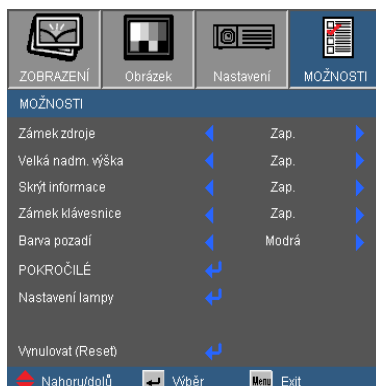 ZOBRAZENÍ Obrázek Nastavení MOŽNOSTI
MOŽNOSTI
Zámek zdroje Zap.
Velká nadm. výška Zap.
Skrýt informace Zap.
Zámek klávesnice Zap.
Barva pozadí Modrá
POKROČILÉ
Nastavení lampy
Vynulovat (Reset)
Nahoru/dolů Výběr Menu Exit